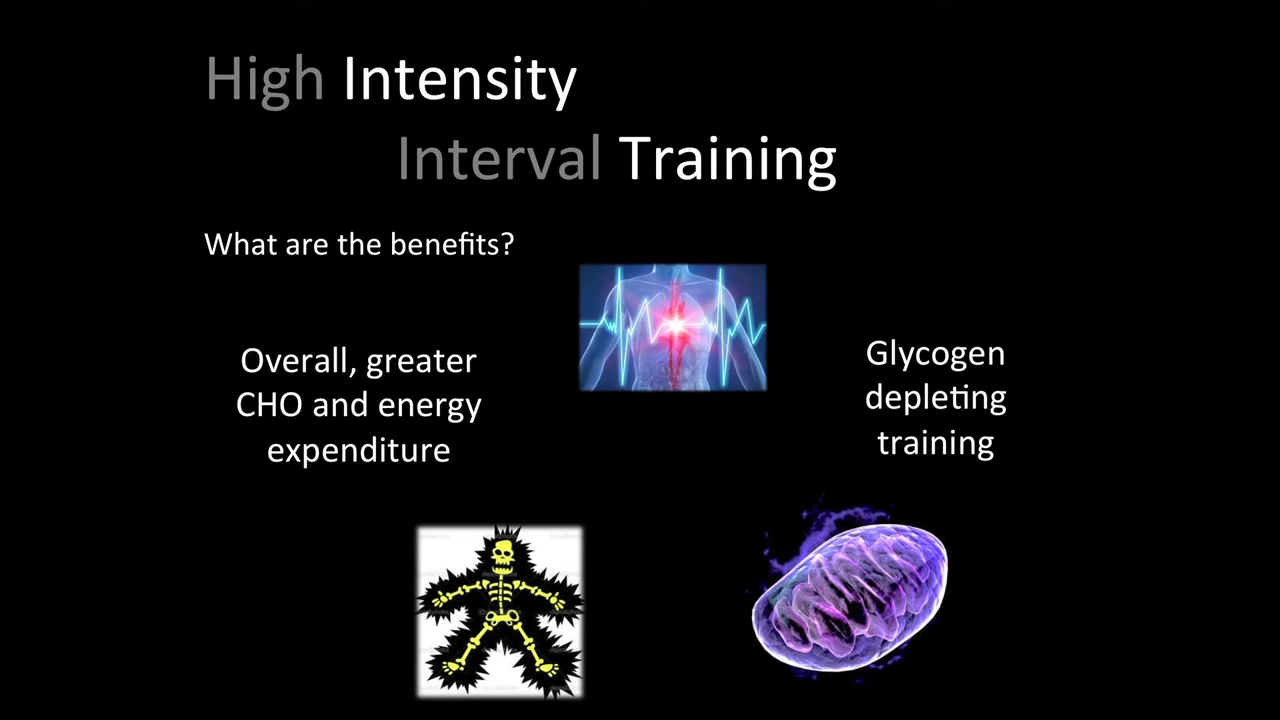 High Intensity
Interval Training
What are the benefits?
Overall, greater
CHO and energy
expenditure
Glycogen
depleting
training